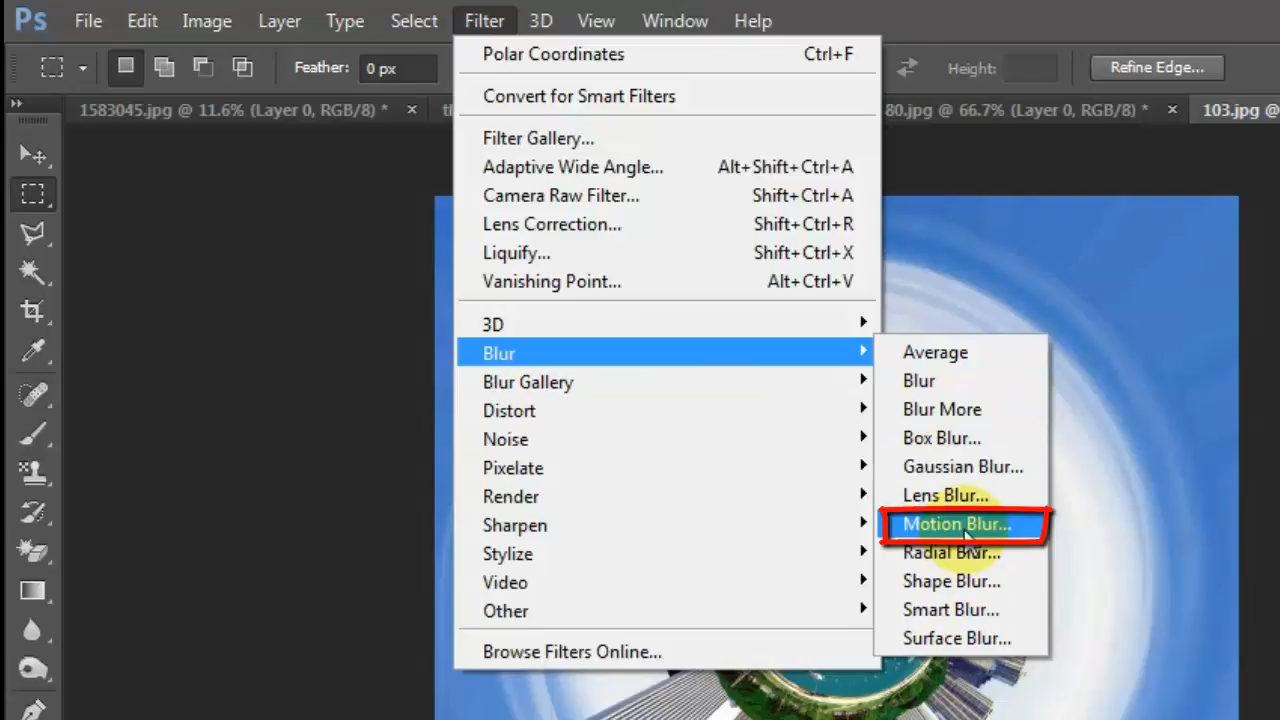 Ps File Edit Image Layer Type Select Filter 3D View Window Help
Feather: 0 px Height: Refine Edge...
1583045.jpg @ 11.6% (Layer 0, RGB/8) * 80.jpg @ 66.7% (Layer 0, RGB/8) * 103.jpg @
Polar Coordinates Ctrl+F
Convert for Smart Filters
Filter Gallery...
Adaptive Wide Angle... Alt+Shift+Ctrl+A
Camera Raw Filter... Shift+Ctrl+A
Lens Correction... Shift+Ctrl+R
Liquify... Shift+Ctrl+X
Vanishing Point... Alt+Ctrl+V
3D
Blur
Blur Gallery
Distort
Noise
Pixelate
Render
Sharpen
Stylize
Video
Other
Browse Filters Online...
Average
Blur
Blur More
Box Blur...
Gaussian Blur...
Lens Blur...
Motion Blur...
Radial Blur...
Shape Blur...
Smart Blur...
Surface Blur...